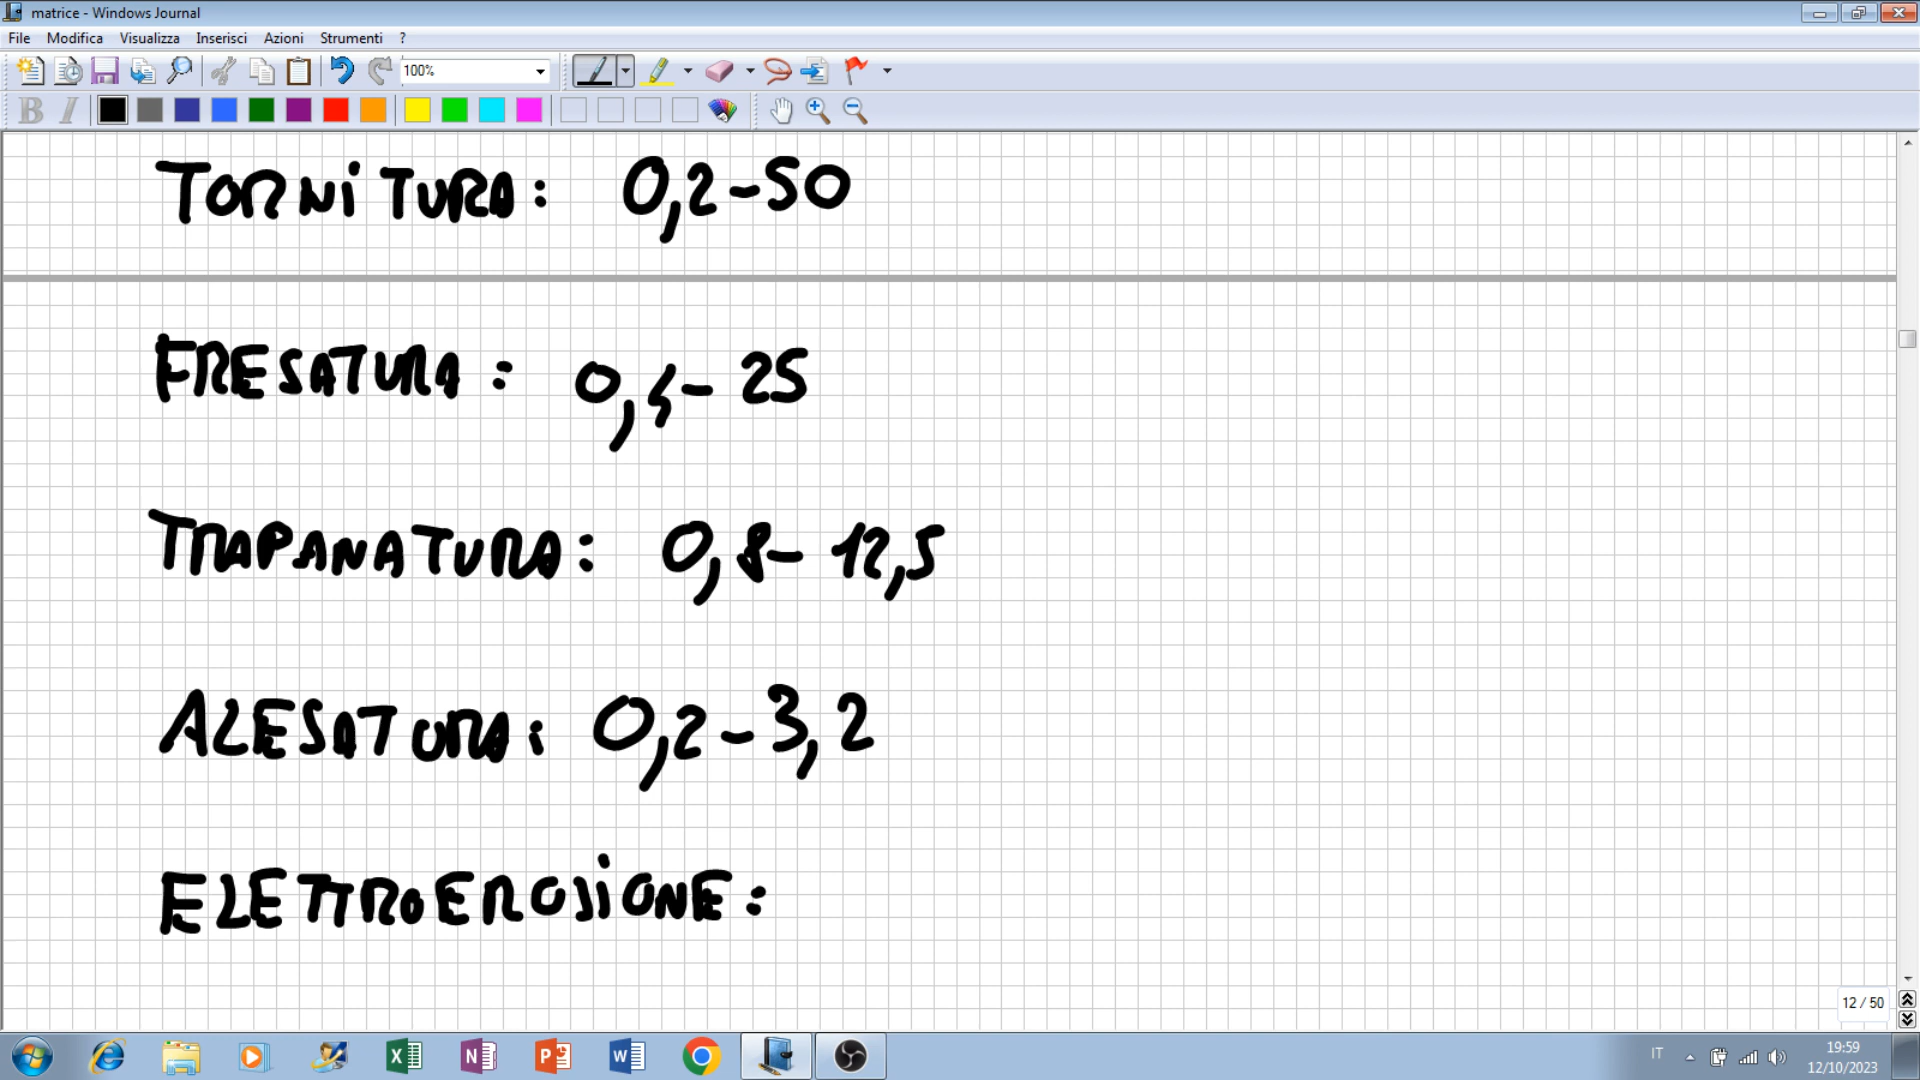 matrice - Windows Journal
File Modifica Visualizza Inserisci Azioni Strumenti ?
100%
B I
TORNiTURA: 0,2-50
FRESATURA: 0,4-25
TRAPANATURA: 0,8-12,5
ALESATURA: 0,2-3,2
ELETTROEROSiONE:
12 / 50
IT
19:59
12/10/2023